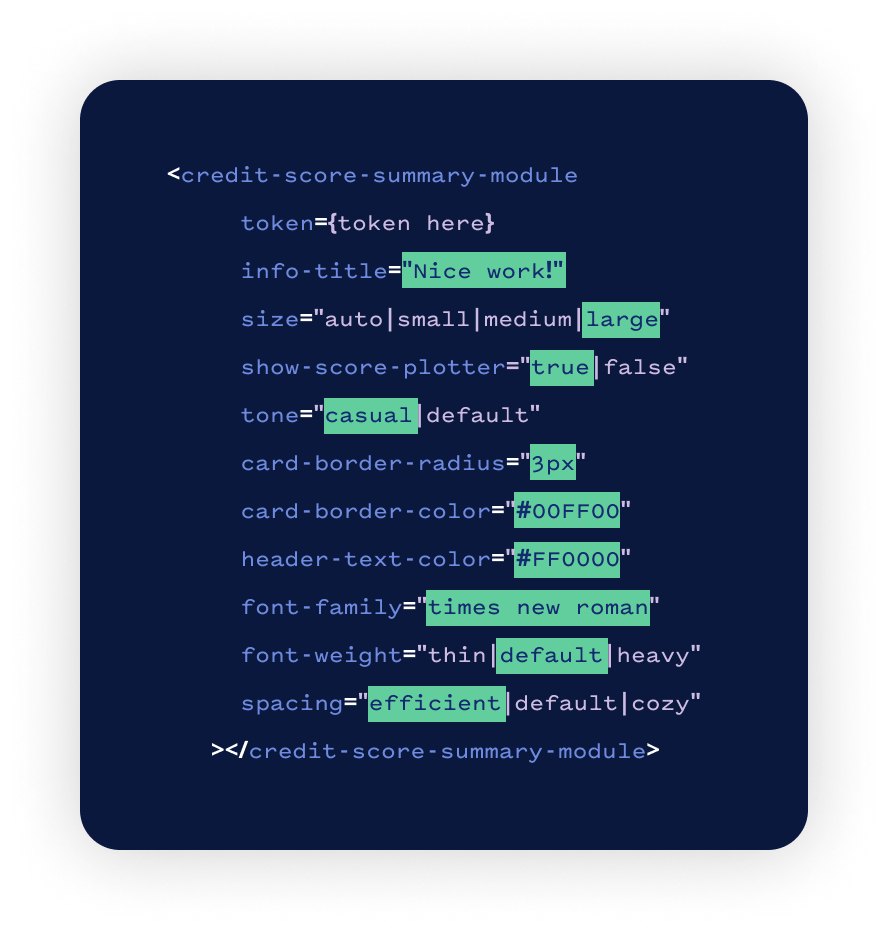 <credit-score-summary-module
token={token here}
info-title="Nice work!"
size="auto|small|medium|large"
show-score-plotter="true|false"
tone="casual|default"
card-border-radius="3px"
card-border-color="#00FF00"
header-text-color="#FF0000"
font-family="times new roman"
font-weight="thin|default|heavy"
spacing="efficient|default|cozy"
></credit-score-summary-module>